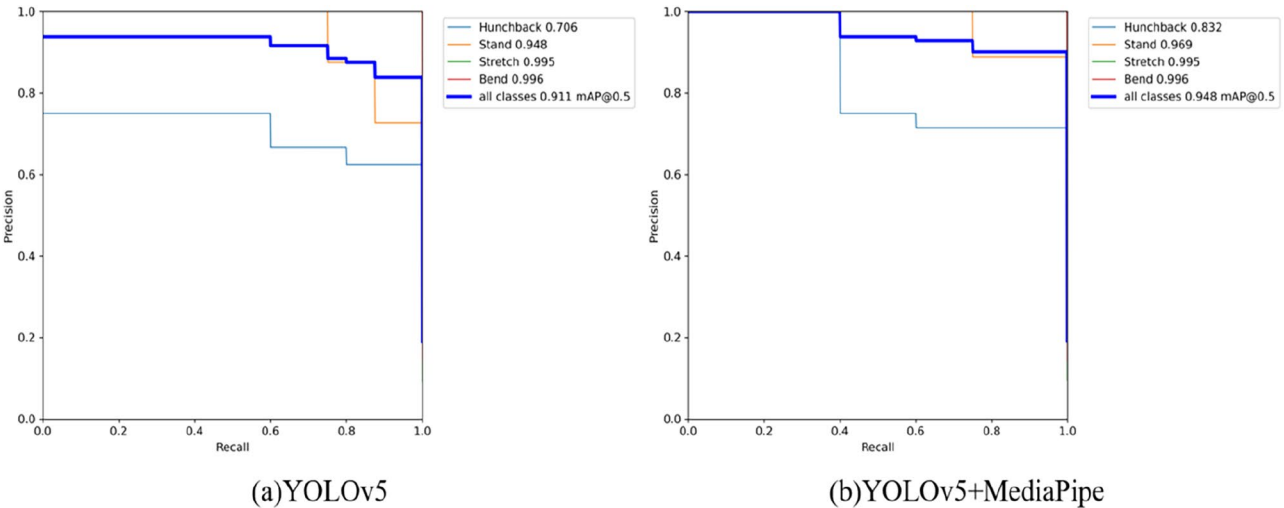 1.0
0.8
0.6
0.4
0.2
0.0
Precision
0.0 0.2 0.4 0.6 0.8 1.0
Recall
Hunchback 0.706
Stand 0.948
Stretch 0.995
Bend 0.996
all classes 0.911 mAP@0.5
(a)YOLOv5
1.0
0.8
0.6
0.4
0.2
0.0
Precision
0.0 0.2 0.4 0.6 0.8 1.0
Recall
Hunchback 0.832
Stand 0.969
Stretch 0.995
Bend 0.996
all classes 0.948 mAP@0.5
(b)YOLOv5+MediaPipe